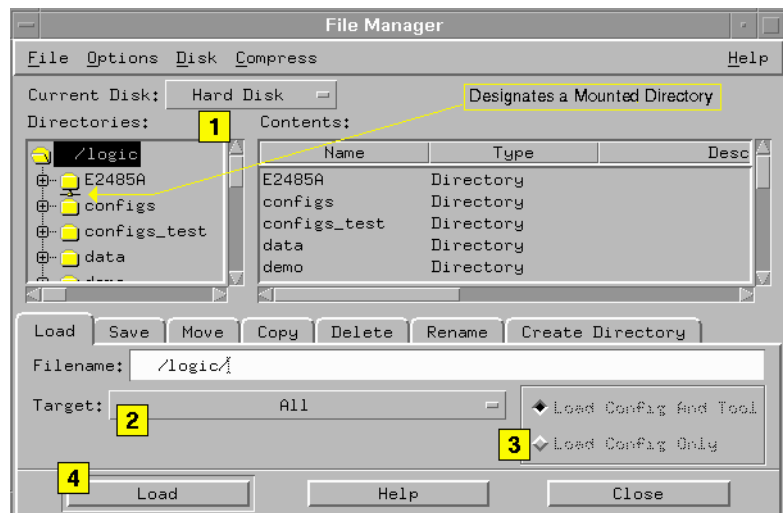 File Manager
File Options Disk Compress Help
Current Disk: Hard Disk
Designates a Mounted Directory
Directories: 1 Contents:
/logic
E2485A
configs
configs_test
data
demo
Name Type Desc
E2485A Directory
configs Directory
configs_test Directory
data Directory
demo Directory
Load Save Move Copy Delete Rename Create Directory
Filename: /logic/
Target: 2 All
Load Config And Tool
3 Load Config Only
4
Load Help Close